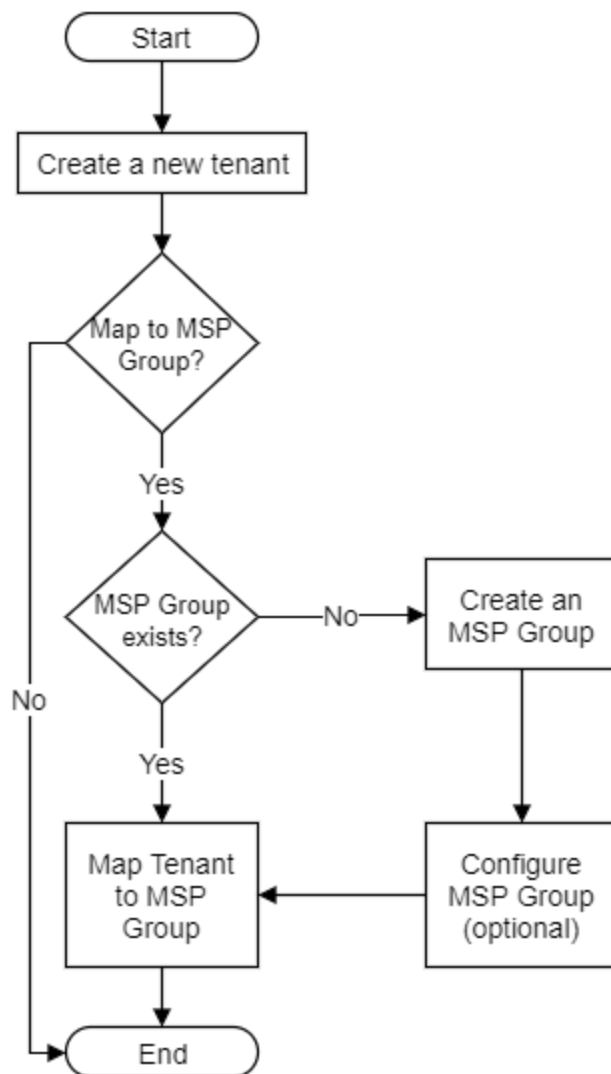 Start
Create a new tenant
Map to MSP
Group?
Yes
MSP Group
exists?
No
Create an
MSP Group
No
Yes
Map Tenant
to MSP
Group
Configure
MSP Group
(optional)
End